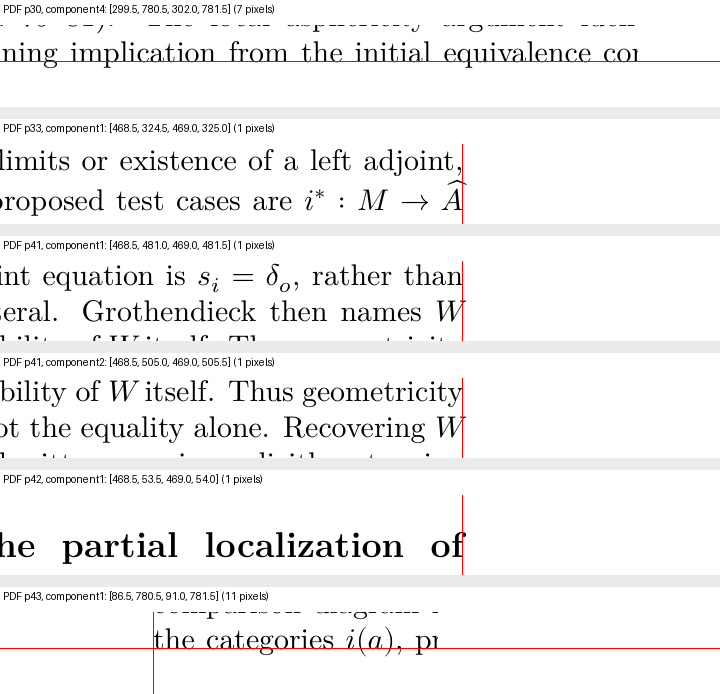 PDF p30, component4: [299.5, 780.5, 302.0, 781.5] (7 pixels)
ning implication from the initial equivalence cor
PDF p33, component1: [468.5, 324.5, 469.0, 325.0] (1 pixels)
limits or existence of a left adjoint,
proposed test cases are i* : M → Â
PDF p41, component1: [468.5, 481.0, 469.0, 481.5] (1 pixels)
int equation is sᵢ = δₒ, rather than
teral. Grothendieck then names W
PDF p41, component2: [468.5, 505.0, 469.0, 505.5] (1 pixels)
bility of W itself. Thus geometricity
ot the equality alone. Recovering W
PDF p42, component1: [468.5, 53.5, 469.0, 54.0] (1 pixels)
he partial localization of
PDF p43, component1: [86.5, 780.5, 91.0, 781.5] (11 pixels)
the categories i(a), pr